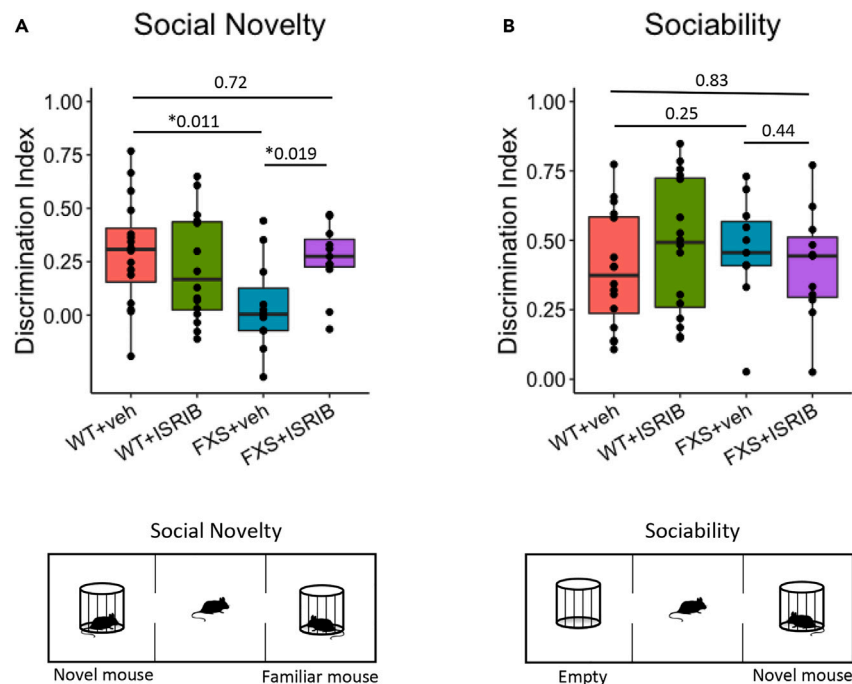 A Social Novelty
Discrimination Index
1.00
0.75
0.50
0.25
0.00
0.72
*0.011
*0.019
WT+veh
WT+ISRIB
FXS+veh
FXS+ISRIB
B Sociability
Discrimination Index
1.00
0.75
0.50
0.25
0.00
0.83
0.25
0.44
WT+veh
WT+ISRIB
FXS+veh
FXS+ISRIB
Social Novelty
Novel mouse
Familiar mouse
Sociability
Empty
Novel mouse